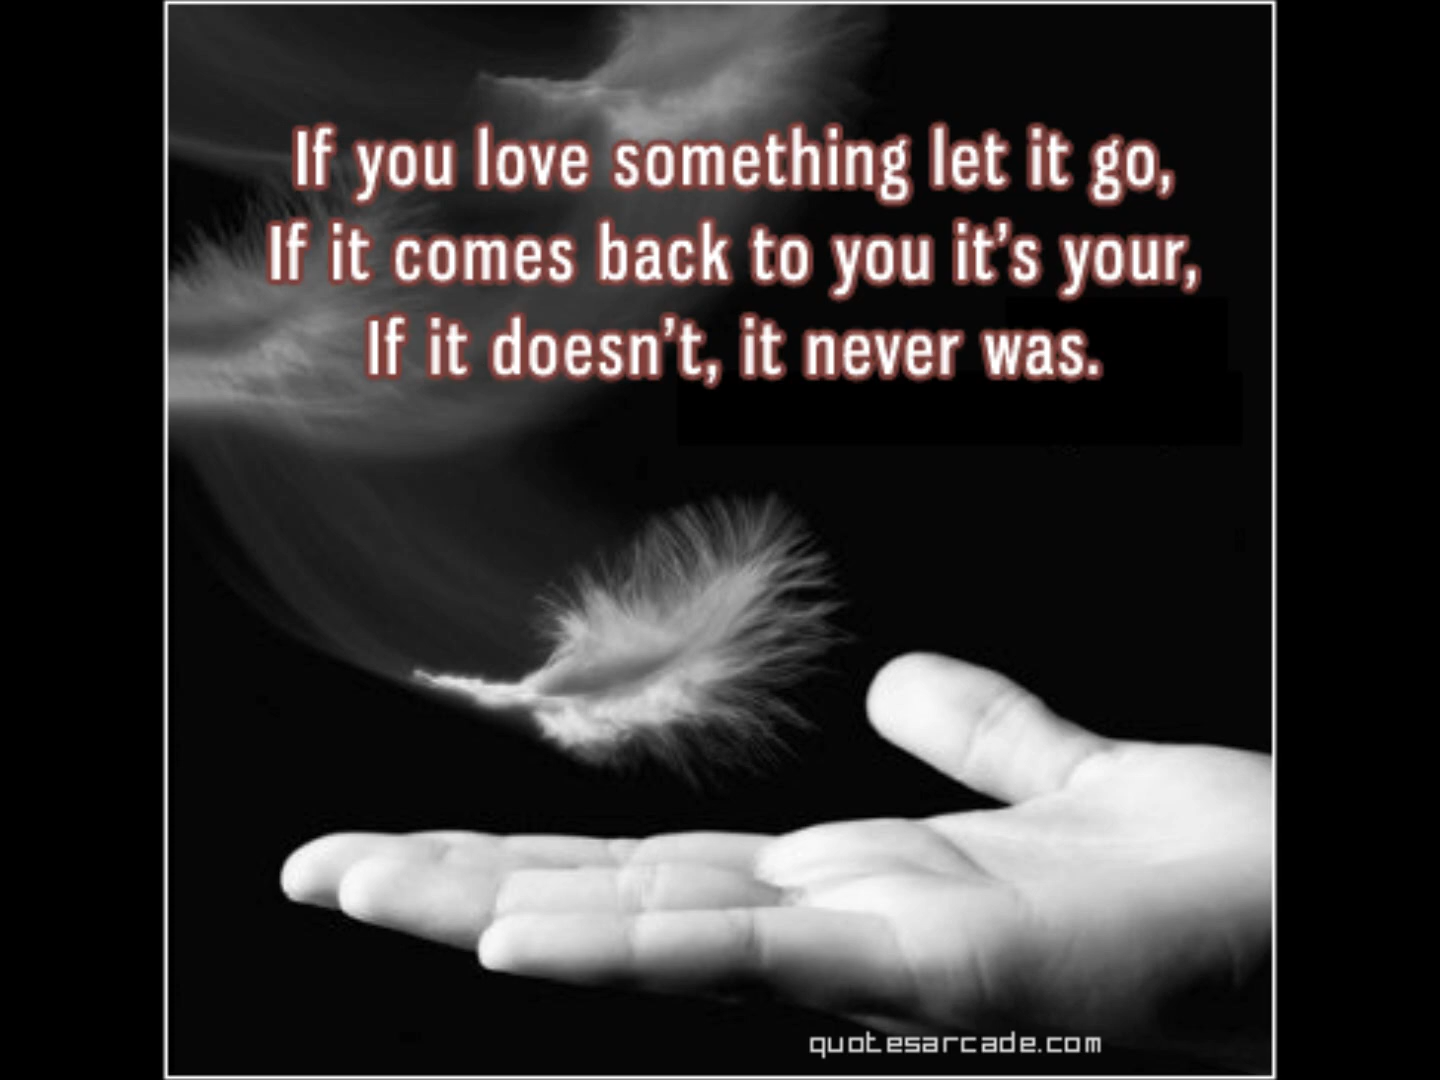 If you love something let it go,
If it comes back to you it’s your,
If it doesn’t, it never was.
quotesarcade.com